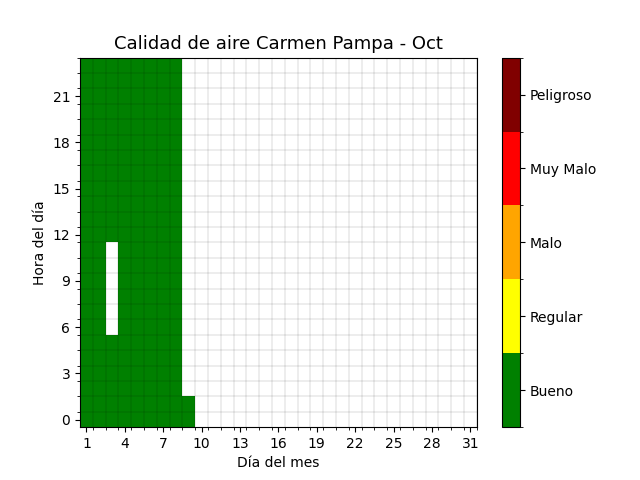 Calidad de aire Carmen Pampa - Oct
21
18
15
12
9
6
3
0
Hora del día
1 4 7 10 13 16 19 22 25 28 31
Día del mes
Peligroso
Muy Malo
Malo
Regular
Bueno